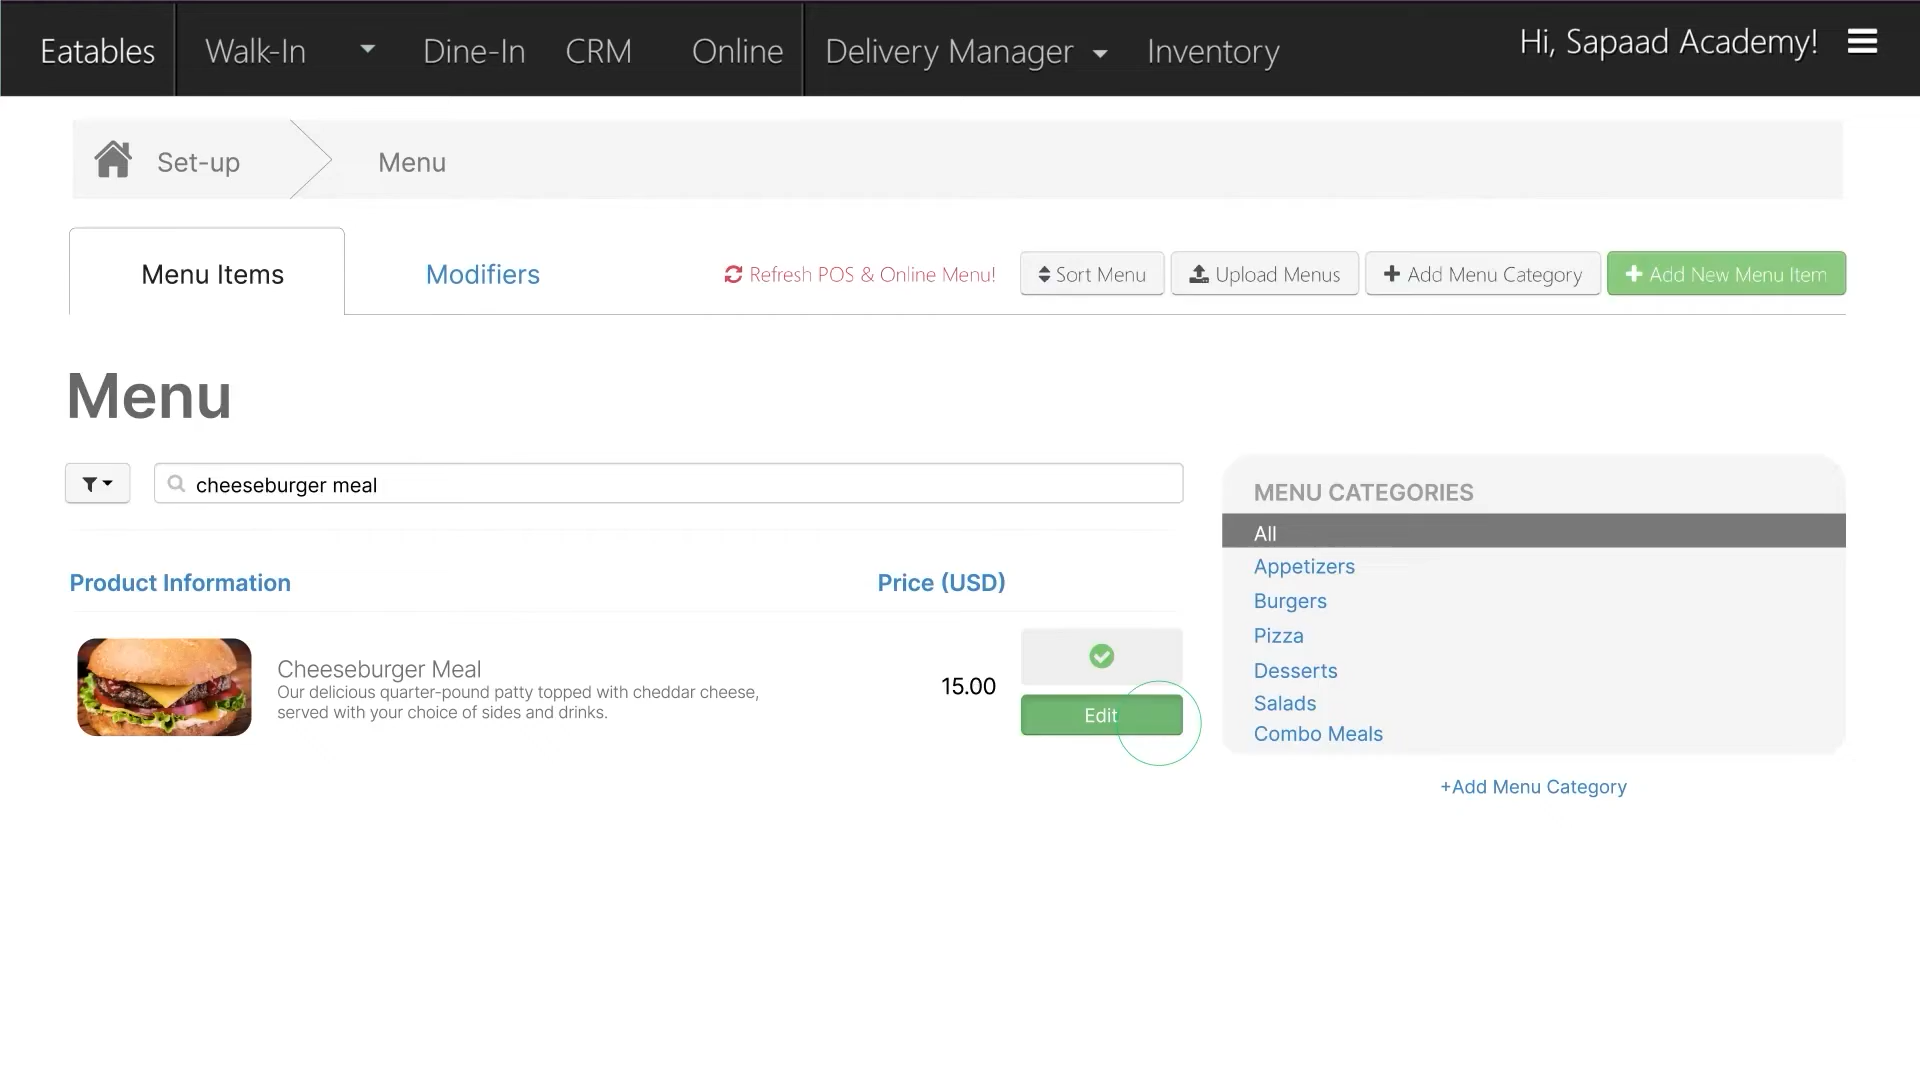 Eatables Walk-In Dine-In CRM Online Delivery Manager Inventory Hi, Sapaad Academy!
Set-up Menu
Menu Items Modifiers Refresh POS & Online Menu! Sort Menu Upload Menus Add Menu Category Add New Menu Item
Menu
cheeseburger meal
Product Information Price (USD)
Cheeseburger Meal
Our delicious quarter-pound patty topped with cheddar cheese,
served with your choice of sides and drinks.
15.00
Edit
MENU CATEGORIES
All
Appetizers
Burgers
Pizza
Desserts
Salads
Combo Meals
+Add Menu Category